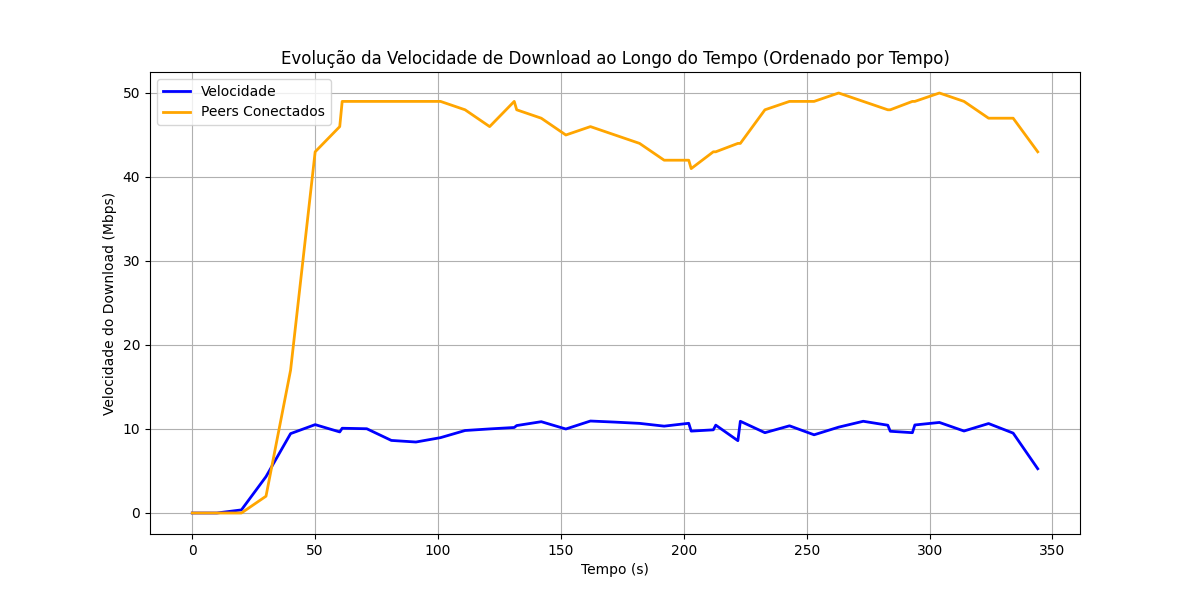 Evolução da Velocidade de Download ao Longo do Tempo (Ordenado por Tempo)
Velocidade
Peers Conectados
Velocidade do Download (Mbps)
50
40
30
20
10
0
0 50 100 150 200 250 300 350
Tempo (s)